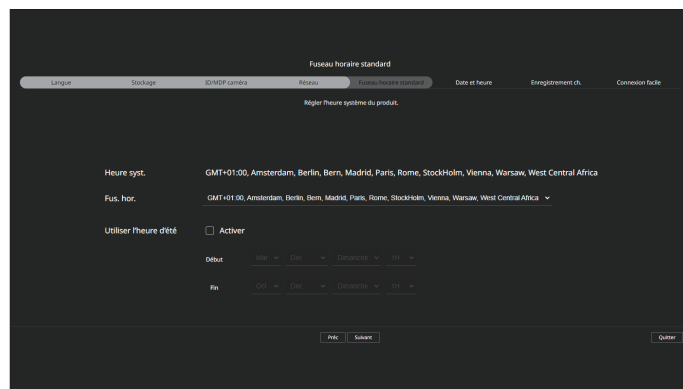 Fuseau horaire standard
Langue Stockage ID/MDP caméra Réseau Fuseau horaire standard Date et heure Enregistrement ch. Connexion facile
Régler l'heure système du produit.
Heure syst. GMT+01:00, Amsterdam, Berlin, Bern, Madrid, Paris, Rome, StockHolm, Vienna, Warsaw, West Central Africa
Fus. hor. GMT+01:00, Amsterdam, Berlin, Bern, Madrid, Paris, Rome, StockHolm, Vienna, Warsaw, West Central Africa
Utiliser l'heure d'été Activer
Début Mar Der. Dimanche 1H
Fin Oct Der. Dimanche 1H
Préc Suivant Quitter